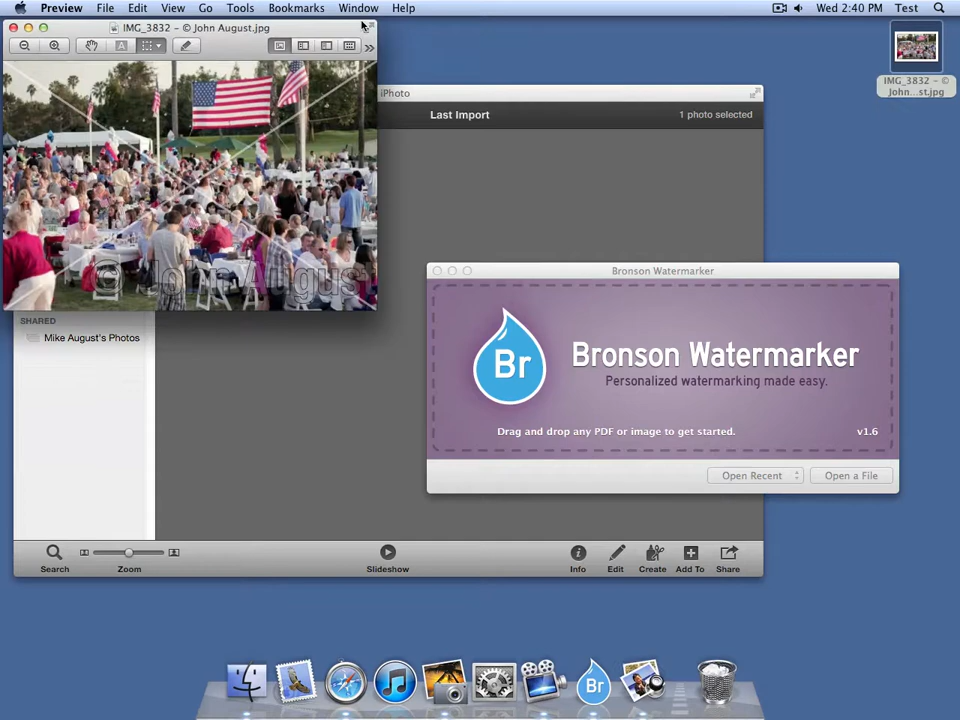 Preview File Edit View Go Tools Bookmarks Window Help
Wed 2:40 PM Test
IMG_3832 - © John August.jpg
© John August
IMG_3832 - ©
John...st.jpg
iPhoto
Last Import
1 photo selected
SHARED
Mike August's Photos
Bronson Watermarker
Br
Bronson Watermarker
Personalized watermarking made easy.
Drag and drop any PDF or image to get started.
v1.6
Open Recent
Open a File
Search
Zoom
Slideshow
Info
Edit
Create
Add To
Share
Br